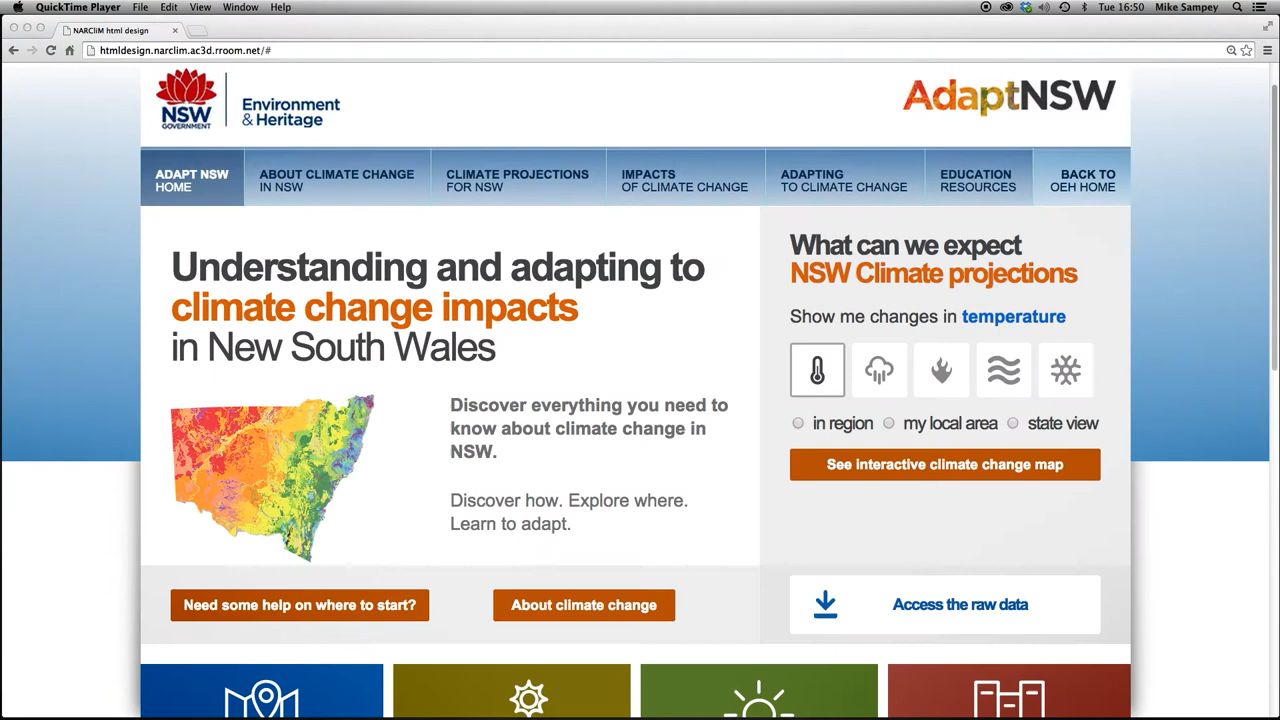 QuickTime Player File Edit View Window Help Tue 16:50 Mike Sampey
NARCliM html design
htmldesign.narclim.ac3d.rroom.net/#
NSW
GOVERNMENT
Environment
& Heritage
AdaptNSW
ADAPT NSW
HOME
ABOUT CLIMATE CHANGE
IN NSW
CLIMATE PROJECTIONS
FOR NSW
IMPACTS
OF CLIMATE CHANGE
ADAPTING
TO CLIMATE CHANGE
EDUCATION
RESOURCES
BACK TO
OEH HOME
Understanding and adapting to
climate change impacts
in New South Wales
Discover everything you need to
know about climate change in
NSW.
Discover how. Explore where.
Learn to adapt.
Need some help on where to start?
About climate change
What can we expect
NSW Climate projections
Show me changes in temperature
in region my local area state view
See interactive climate change map
Access the raw data